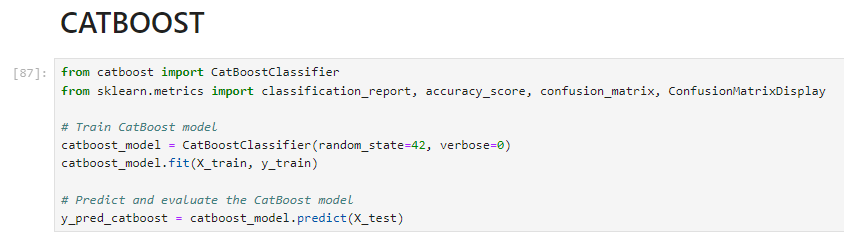 CATBOOST
[87]:
from catboost import CatBoostClassifier
from sklearn.metrics import classification_report, accuracy_score, confusion_matrix, ConfusionMatrixDisplay
# Train CatBoost model
catboost_model = CatBoostClassifier(random_state=42, verbose=0)
catboost_model.fit(X_train, y_train)
# Predict and evaluate the CatBoost model
y_pred_catboost = catboost_model.predict(X_test)